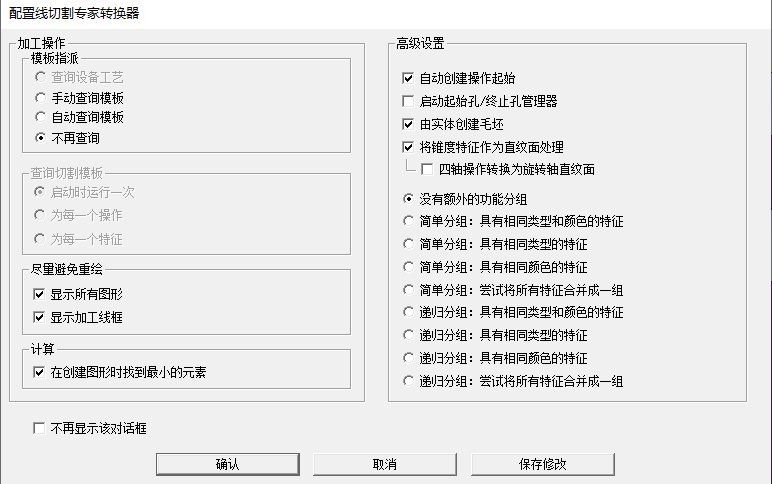 配置线切割专家转换器
加工操作
模板指派
查询设备工艺
手动查询模板
自动查询模板
不再查询
查询切割模板
启动时运行一次
为每一个操作
为每一个特征
尽量避免重绘
显示所有图形
显示加工线框
计算
在创建图形时找到最小的元素
高级设置
自动创建操作起始
启动起始孔/终止孔管理器
由实体创建毛坯
将锥度特征作为直纹面处理
四轴操作转换为旋转轴直纹面
没有额外的功能分组
简单分组：具有相同类型和颜色的特征
简单分组：具有相同类型的特征
简单分组：具有相同颜色的特征
简单分组：尝试将所有特征合并成一组
递归分组：具有相同类型和颜色的特征
递归分组：具有相同类型的特征
递归分组：具有相同颜色的特征
递归分组：尝试将所有特征合并成一组
不再显示该对话框
确认
取消
保存修改